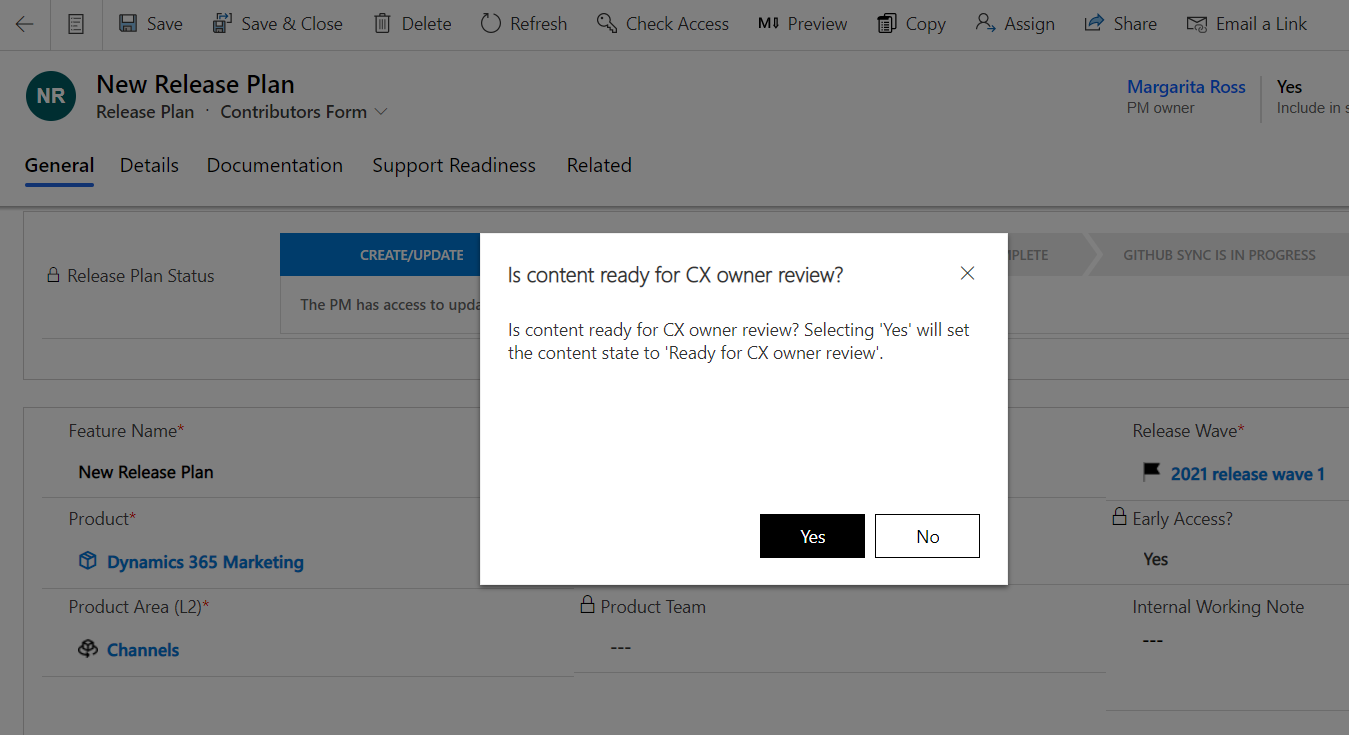 Save Save & Close Delete Refresh Check Access Preview Copy Assign Share Email a Link
NR
New Release Plan
Release Plan · Contributors Form
Margarita Ross
PM owner
Yes
Include in s
General Details Documentation Support Readiness Related
Release Plan Status
CREATE/UPDATE
The PM has access to upda
MPLETE
GITHUB SYNC IS IN PROGRESS
Is content ready for CX owner review?
Is content ready for CX owner review? Selecting 'Yes' will set
the content state to 'Ready for CX owner review'.
Yes No
Feature Name*
New Release Plan
Release Wave*
2021 release wave 1
Product*
Dynamics 365 Marketing
Early Access?
Yes
Product Area (L2)*
Channels
Product Team
---
Internal Working Note
---